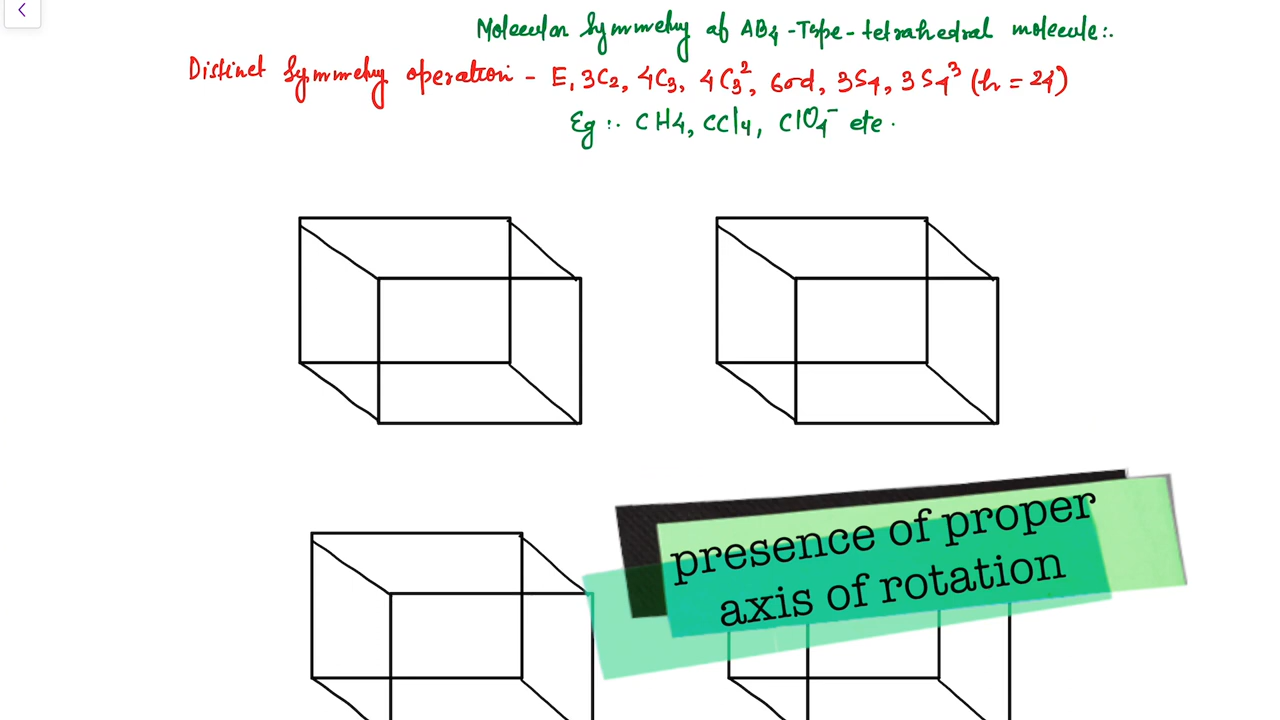 Molecular Symmetry of AB₄-Type-tetrahedral molecule:.
Distinct Symmetry operation - E, 3C₂, 4C₃, 4C₃², 6σd, 3S₄, 3S₄³ (h = 24)
Eg :. CH₄, CCl₄, ClO₄⁻ etc.
presence of proper
axis of rotation